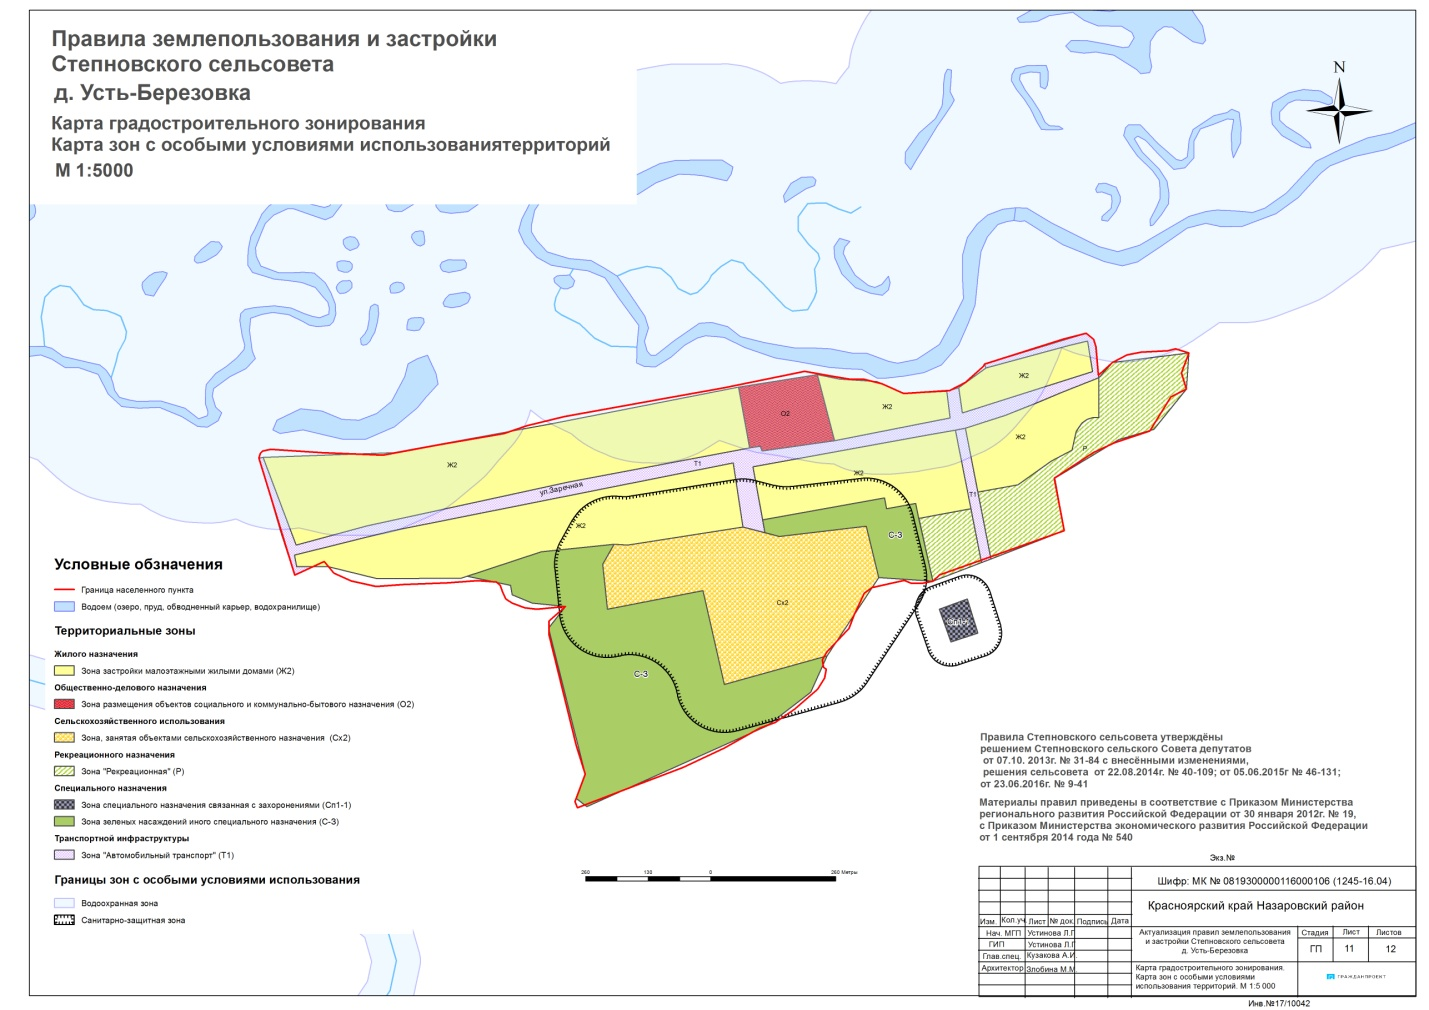 Правила землепользования и застройки
Степновского сельсовета
д. Усть-Березовка
Карта градостроительного зонирования
Карта зон с особыми условиями использованиятерриторий
М 1:5000
N
Ж2
О2
Ж2
Ж2
Ж2
Т1
ул.Заречная
Ж2
Р
Т1
Ж2
С-3
Сх2
С-3
Условные обозначения
Граница населенного пункта
Водоем (озеро, пруд, обводненный карьер, водохранилище)
Территориальные зоны
Жилого назначения
Зона застройки малоэтажными жилыми домами (Ж2)
Общественно-делового назначения
Зона размещения объектов социального и коммунально-бытового назначения (О2)
Сельскохозяйственного использования
Зона, занятая объектами сельскохозяйственного назначения (Сх2)
Рекреационного назначения
Зона "Рекреационная" (Р)
Специального назначения
Зона специального назначения связанная с захоронениями (Сп1-1)
Зона зеленых насаждений иного специального назначения (С-3)
Транспортной инфраструктуры
Зона "Автомобильный транспорт" (Т1)
Границы зон с особыми условиями использования
Водоохранная зона
Санитарно-защитная зона
260 130 0 260 Метры
Правила Степновского сельсовета утверждёны
решением Степновского сельского Совета депутатов
от 07.10. 2013г. № 31-84 с внесёнными изменениями,
решения сельсовета от 22.08.2014г. № 40-109; от 05.06.2015г № 46-131;
от 23.06.2016г. № 9-41
Материалы правил приведены в соответствие с Приказом Министерства
регионального развития Российской Федерации от 30 января 2012г. № 19,
с Приказом Министерства экономического развития Российской Федерации
от 1 сентября 2014 года № 540
Экз.№
Шифр: МК № 0819300000116000106 (1245-16.04)
Красноярский край Назаровский район
Изм. Кол.уч. Лист № док. Подпись Дата
Нач. МГП Устинова Л.Г
ГИП Устинова Л.Г
Глав.спец. Кузакова А.И.
Архитектор Злобина М.М.
Актуализация правил землепользования
и застройки Степновского сельсовета
д. Усть-Березовка
Стадия Лист Листов
ГП 11 12
Карта градостроительного зонирования.
Карта зон с особыми условиями
использования территорий. М 1:5 000
ГРАЖДАНПРОЕКТ
Инв.№17/10042